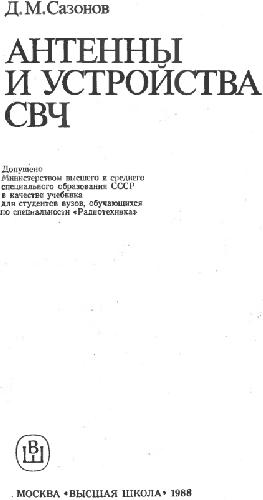 Д. М. Сазонов
АНТЕННЫ
И УСТРОЙСТВА
СВЧ
Допущено
Министерством высшего и среднего
специального образования СССР
в качестве учебника
для студентов вузов, обучающихся
по специальности «Радиотехника»
ВШ
МОСКВА «ВЫСШАЯ ШКОЛА» 1988